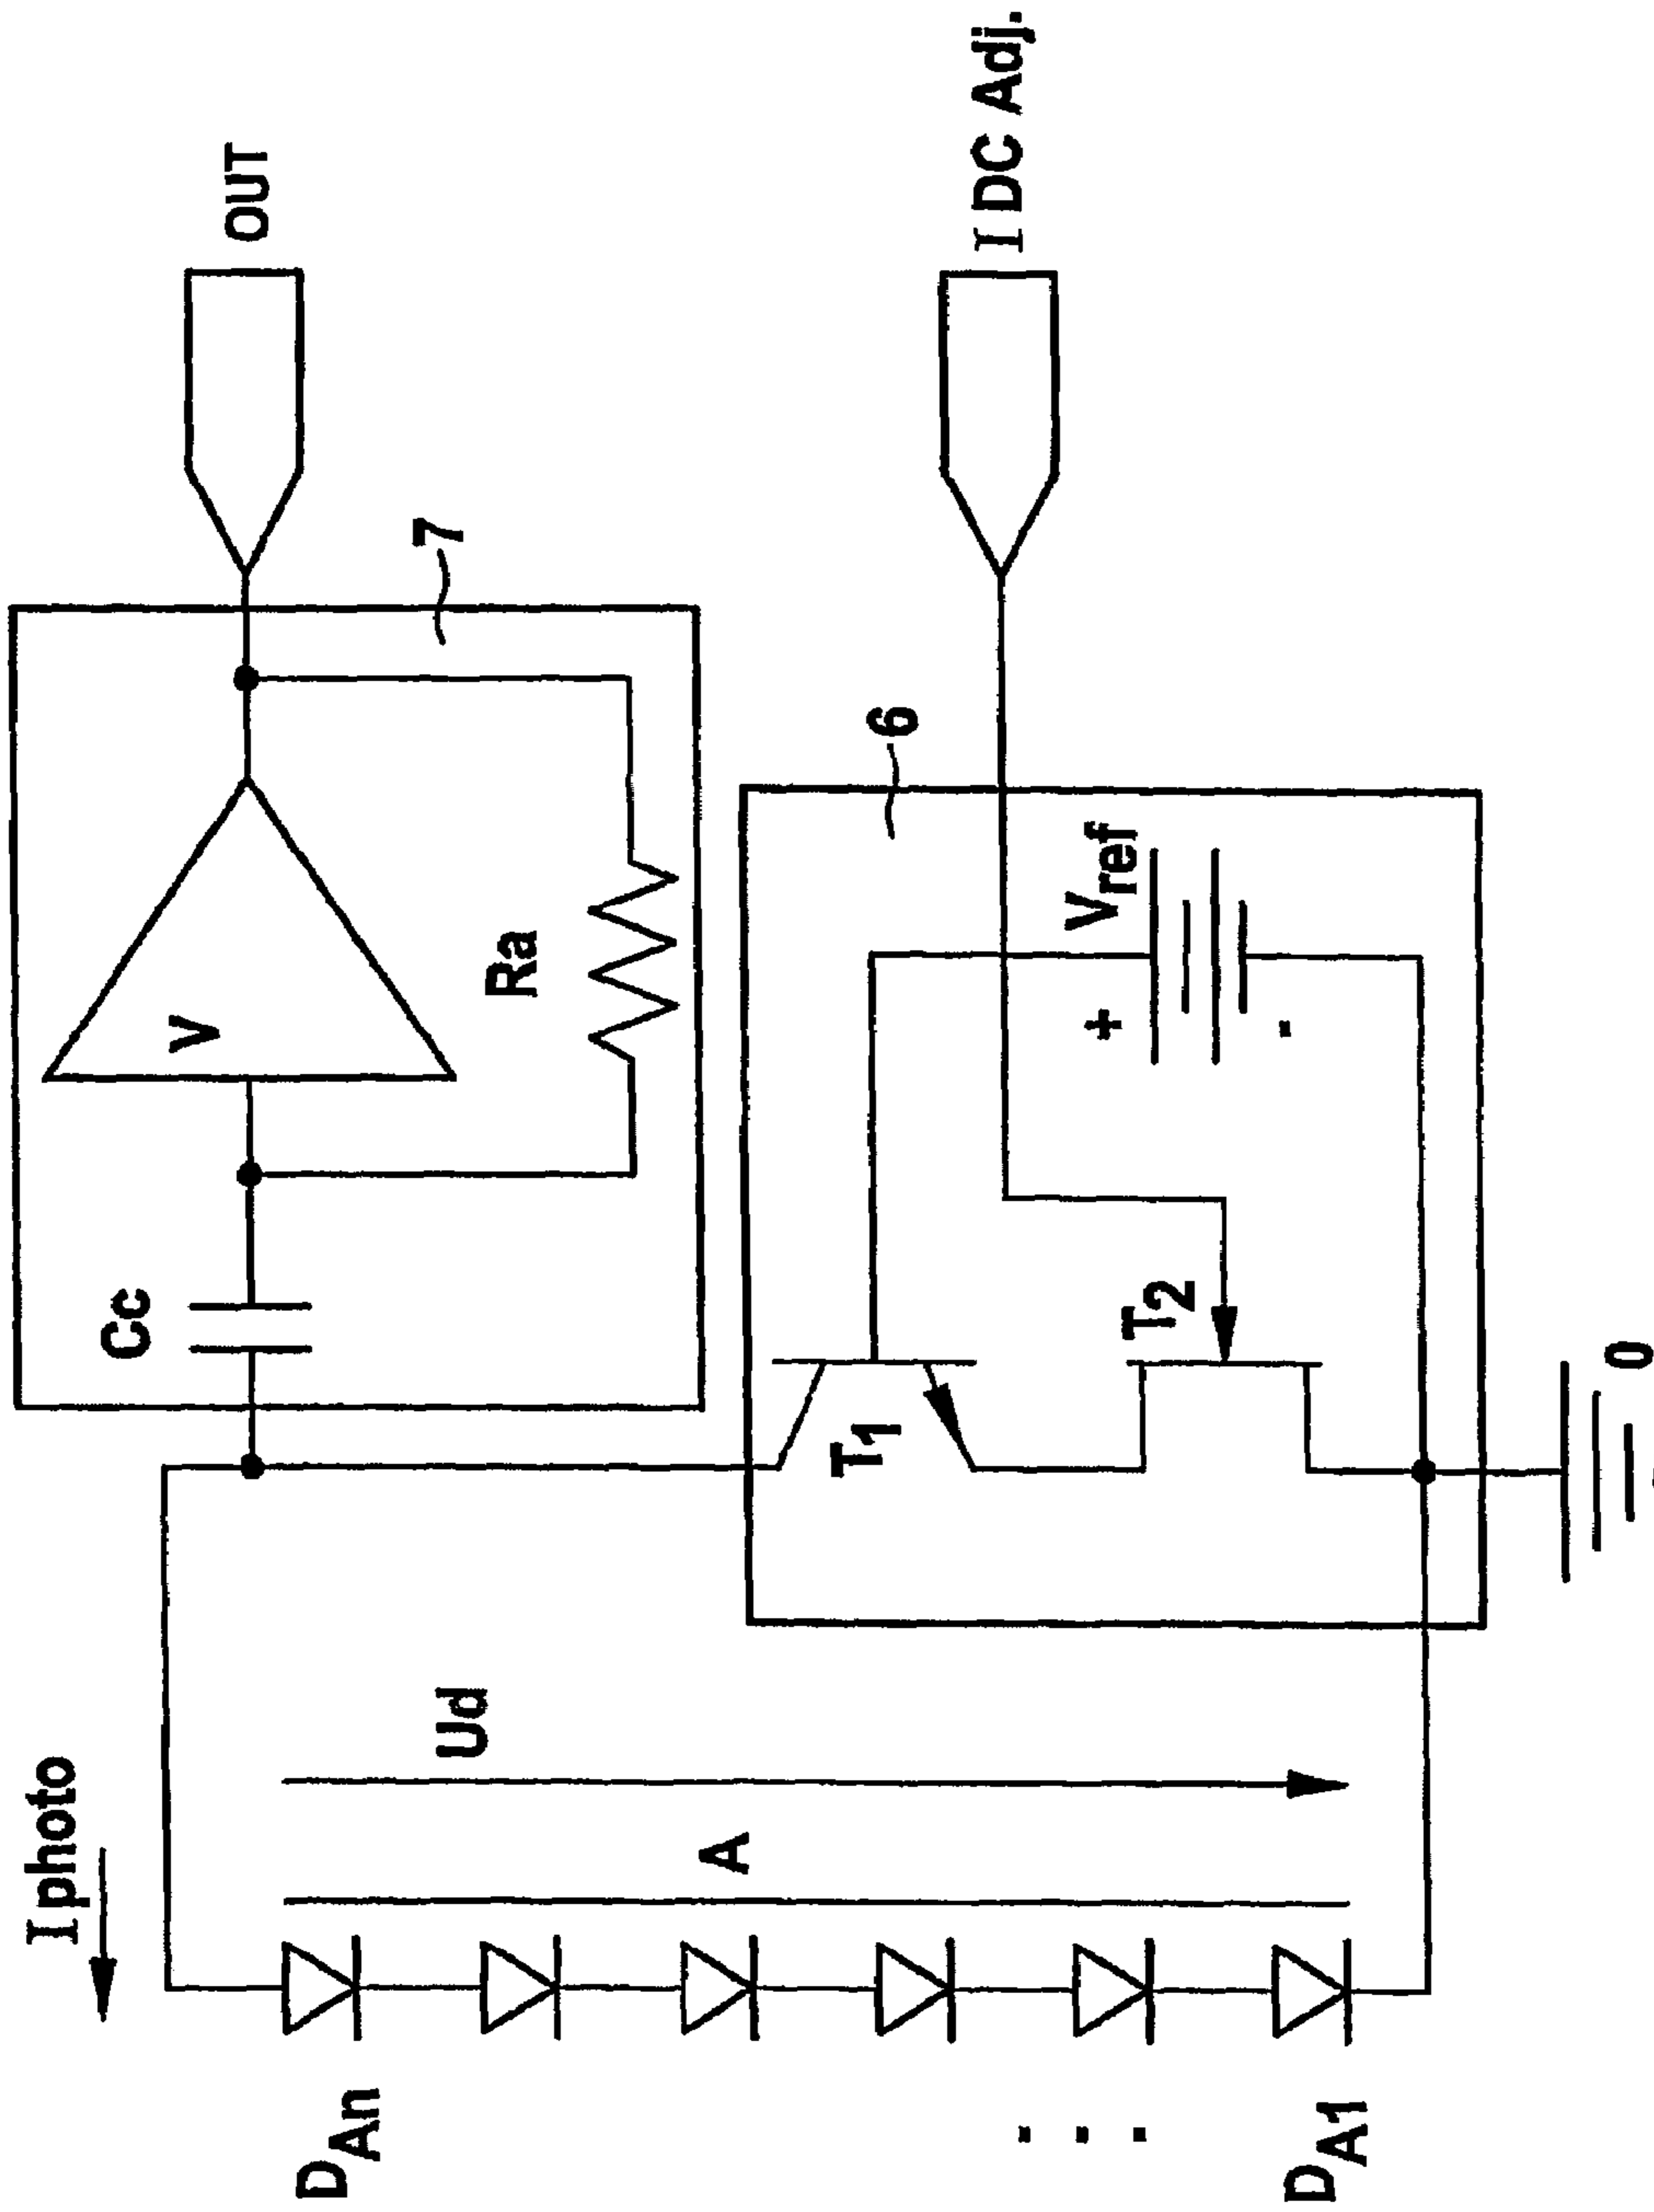 I photo
Cc
V
OUT
DAn
7
Ud
Ra
A
T1
6
I DC Adj.
Vref
+
T2
-
DA1
0